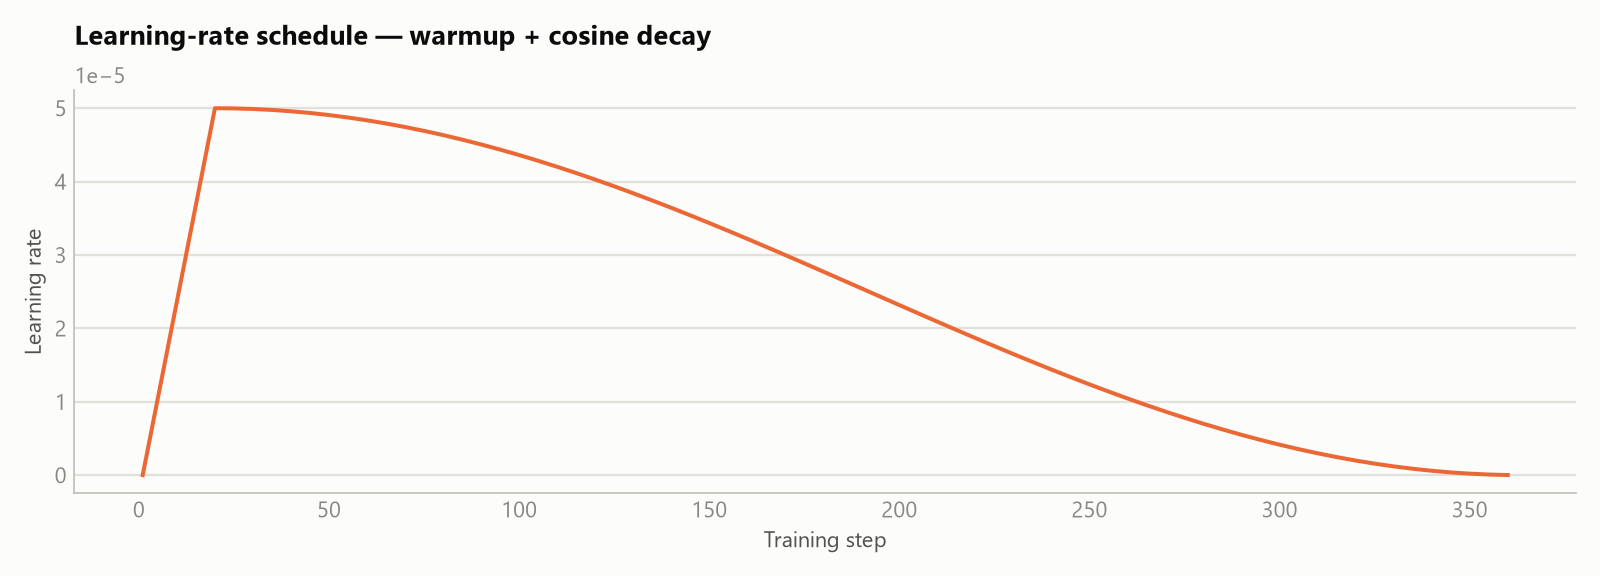 Learning-rate schedule — warmup + cosine decay
1e−5
5
4
3
2
1
0
Learning rate
0 50 100 150 200 250 300 350
Training step